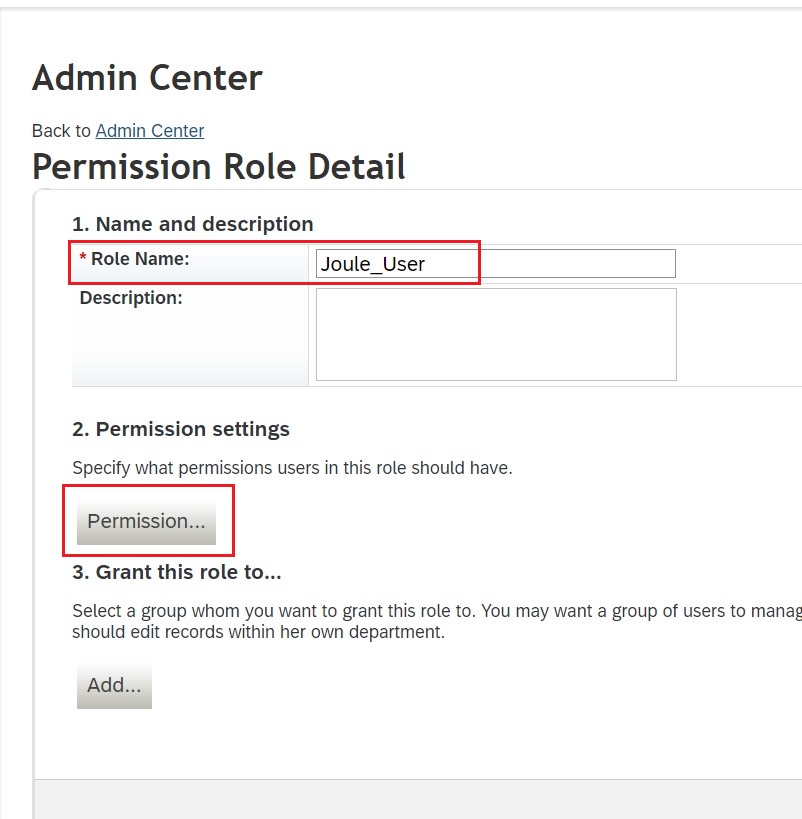 Admin Center
Back to Admin Center
Permission Role Detail
1. Name and description
* Role Name:
Joule_User
Description:
2. Permission settings
Specify what permissions users in this role should have.
Permission...
3. Grant this role to...
Select a group whom you want to grant this role to. You may want a group of users to manag
should edit records within her own department.
Add...